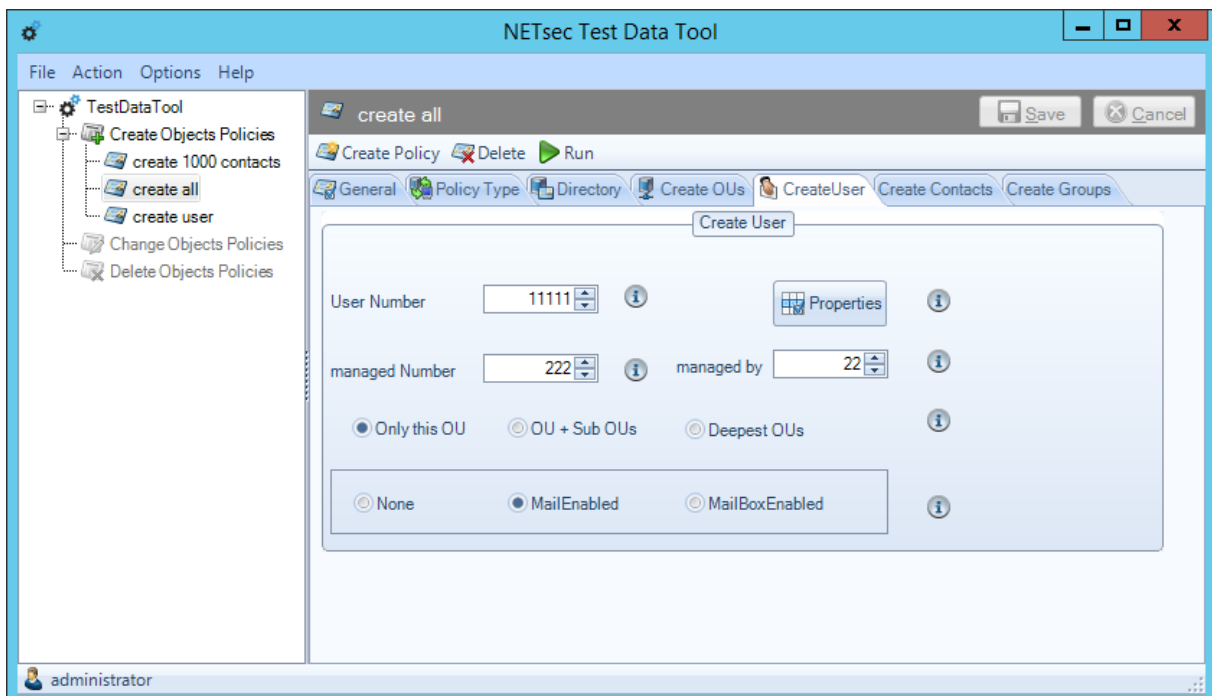 NETsec Test Data Tool
File Action Options Help
TestDataTool
Create Objects Policies
create 1000 contacts
create all
create user
Change Objects Policies
Delete Objects Policies
create all
Save Cancel
Create Policy Delete Run
General Policy Type Directory Create OUs CreateUser Create Contacts Create Groups
Create User
User Number 11111 Properties
managed Number 222 managed by 22
Only this OU OU + Sub OUs Deepest OUs
None MailEnabled MailBoxEnabled
administrator